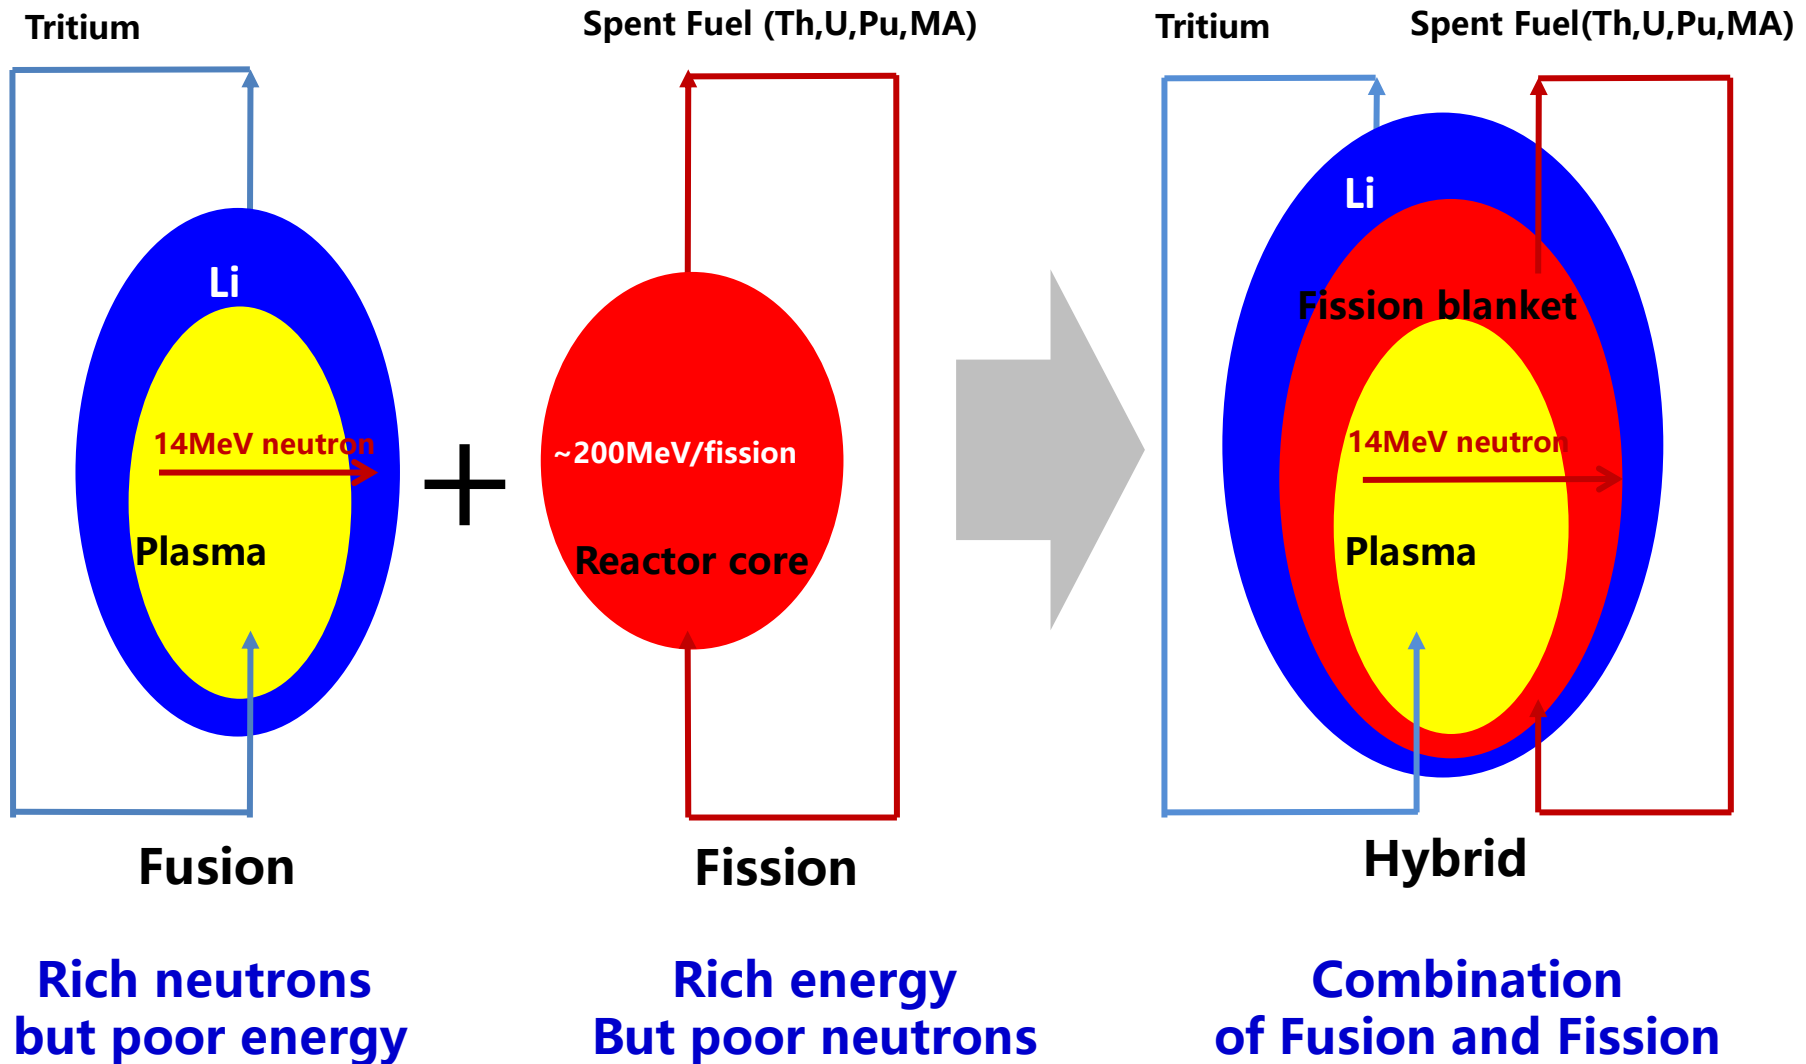 Tritium
Spent Fuel (Th,U,Pu,MA)
Tritium
Spent Fuel(Th,U,Pu,MA)
Li
14MeV neutron
Plasma
+
~200MeV/fission
Reactor core
Li
Fission blanket
14MeV neutron
Plasma
Fusion
Fission
Hybrid
Rich neutrons
but poor energy
Rich energy
But poor neutrons
Combination
of Fusion and Fission